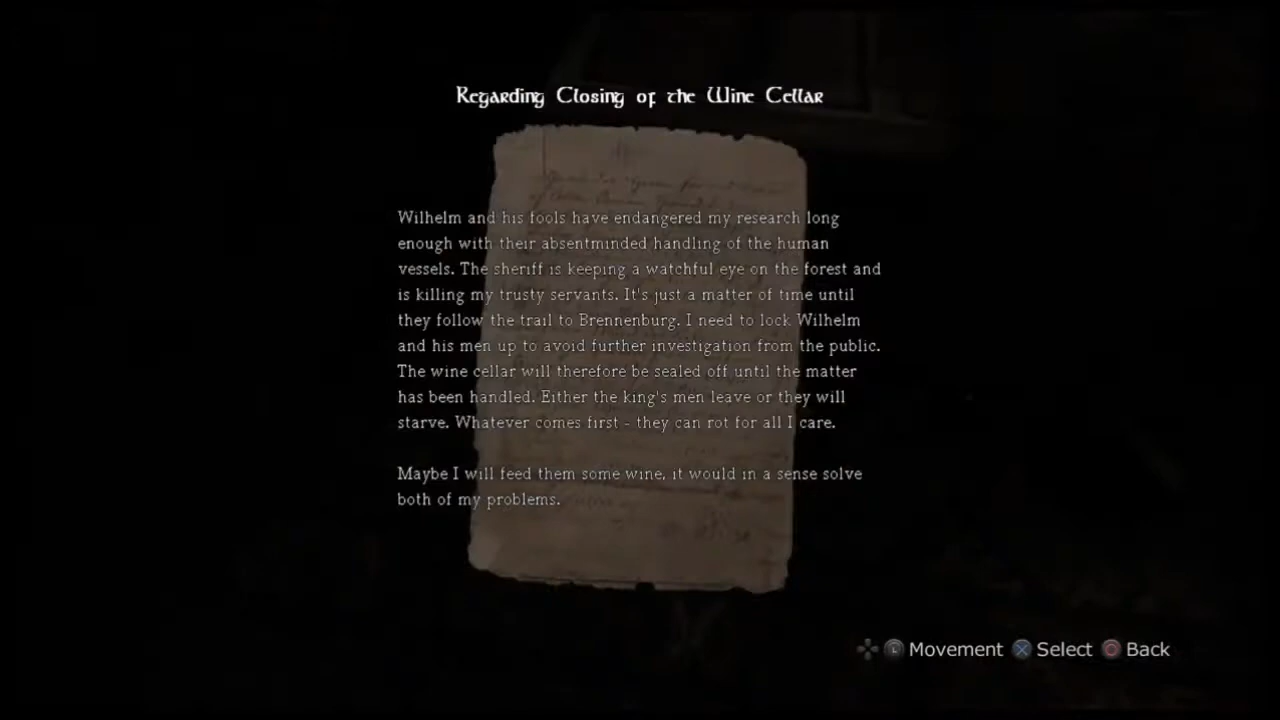 Regarding Closing of the Wine Cellar
Wilhelm and his fools have endangered my research long
enough with their absentminded handling of the human
vessels. The sheriff is keeping a watchful eye on the forest and
is killing my trusty servants. It's just a matter of time until
they follow the trail to Brennenburg. I need to lock Wilhelm
and his men up to avoid further investigation from the public.
The wine cellar will therefore be sealed off until the matter
has been handled. Either the king's men leave or they will
starve. Whatever comes first - they can rot for all I care.
Maybe I will feed them some wine, it would in a sense solve
both of my problems.
Movement Select Back